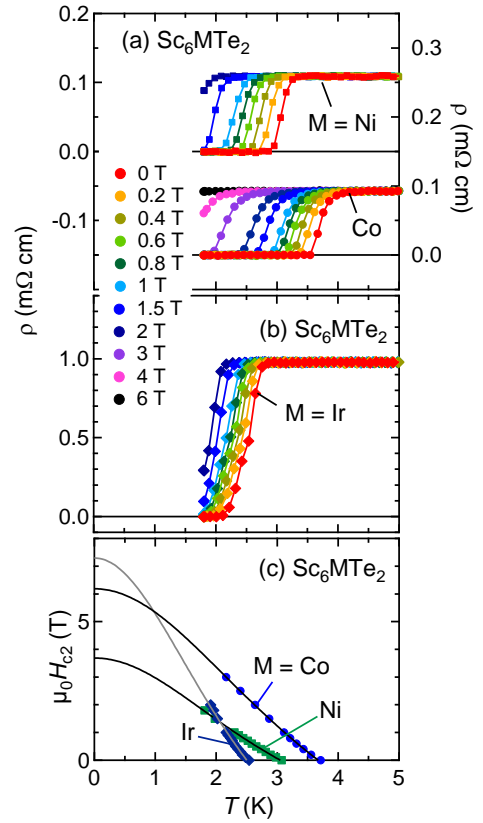 (a) Sc6MTe2
0.2
0.1
0.0
-0.1
ρ (mΩ cm)
0.3
0.2
0.1
0.0
ρ (mΩ cm)
M = Ni
Co
0 T
0.2 T
0.4 T
0.6 T
0.8 T
1 T
1.5 T
2 T
3 T
4 T
6 T
(b) Sc6MTe2
1.0
0.5
0.0
M = Ir
(c) Sc6MTe2
μ0Hc2 (T)
5
0
M = Co
Ni
Ir
0 1 2 3 4 5
T (K)